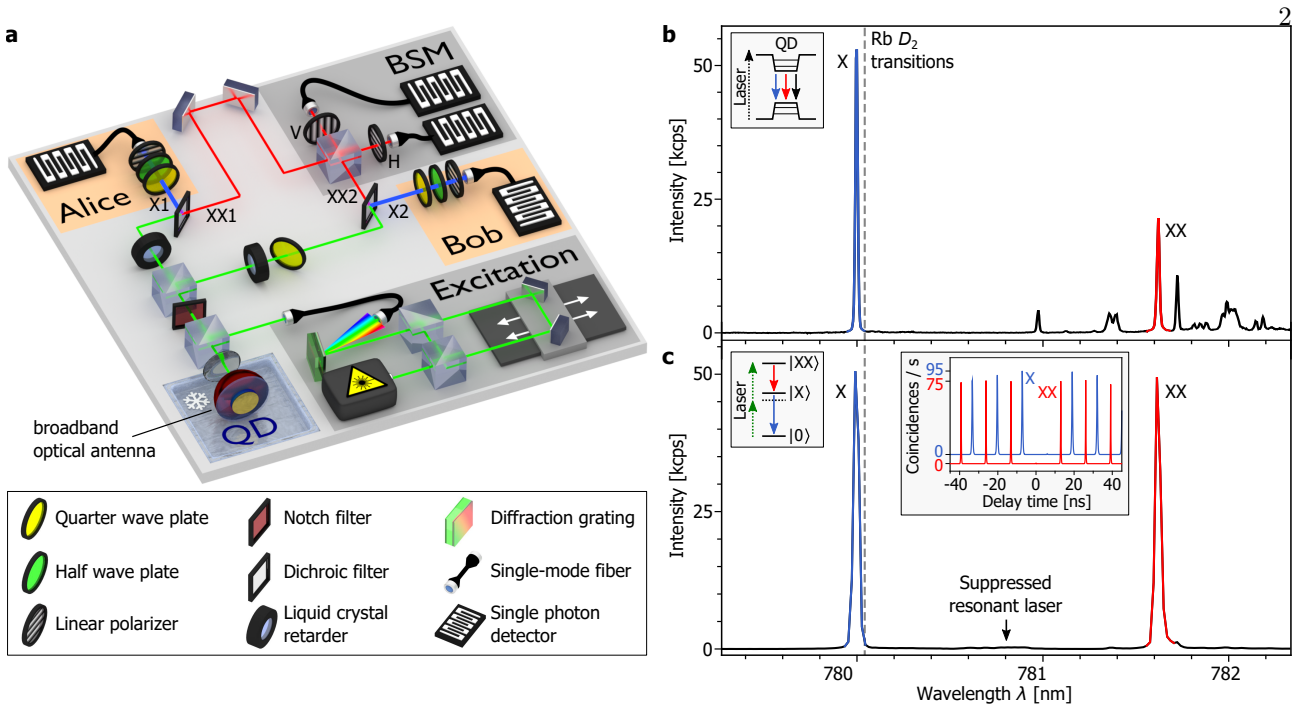 2
a
BSM
V
H
Alice
X1
XX1
XX2
X2
Bob
Excitation
QD
broadband
optical antenna
Quarter wave plate
Notch filter
Diffraction grating
Half wave plate
Dichroic filter
Single-mode fiber
Linear polarizer
Liquid crystal
retarder
Single photon
detector
b
Intensity [kcps]
50
25
0
Laser
QD
X
Rb D2
transitions
XX
c
Intensity [kcps]
50
25
0
Laser
|XX⟩
|X⟩
|0⟩
X
Coincidences / s
95
75
0
0
X
XX
-40 -20 0 20 40
Delay time [ns]
XX
Suppressed
resonant laser
780 781 782
Wavelength λ [nm]